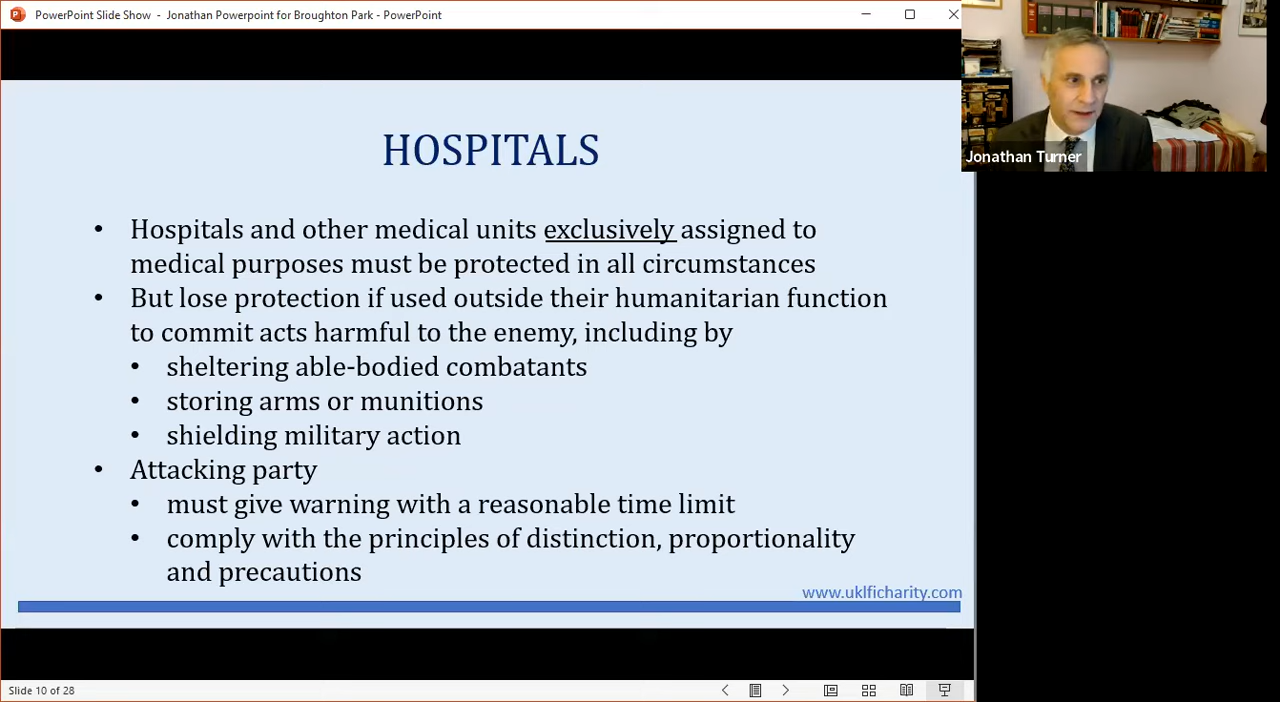 PowerPoint Slide Show - Jonathan Powerpoint for Broughton Park - PowerPoint
Jonathan Turner
HOSPITALS
• Hospitals and other medical units exclusively assigned to
medical purposes must be protected in all circumstances
• But lose protection if used outside their humanitarian function
to commit acts harmful to the enemy, including by
• sheltering able-bodied combatants
• storing arms or munitions
• shielding military action
• Attacking party
• must give warning with a reasonable time limit
• comply with the principles of distinction, proportionality
and precautions
www.uklficharity.com
Slide 10 of 28